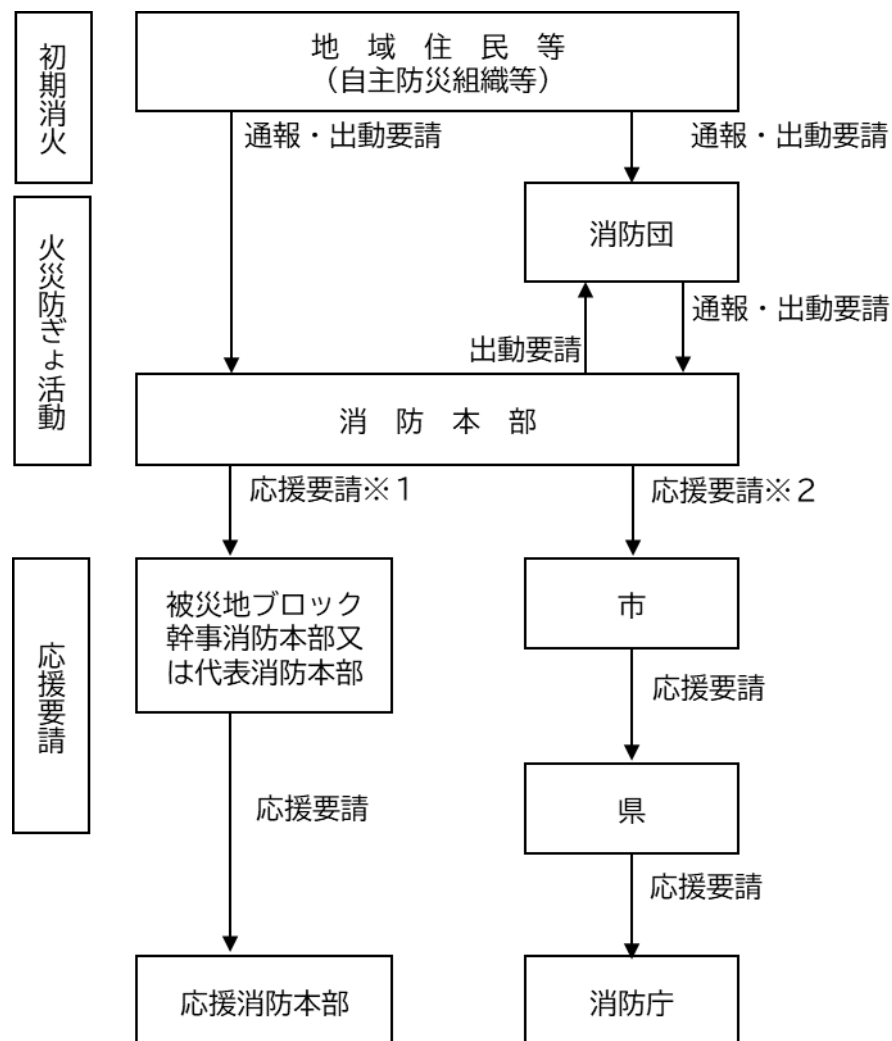 初期消火
地　域　住　民　等
（自主防災組織等）
通報・出動要請
通報・出動要請
火災防ぎょ活動
消防団
通報・出動要請
出動要請
消　防　本　部
応援要請※１
応援要請※２
応援要請
被災地ブロック
幹事消防本部又
は代表消防本部
市
応援要請
県
応援要請
応援要請
応援消防本部
消防庁